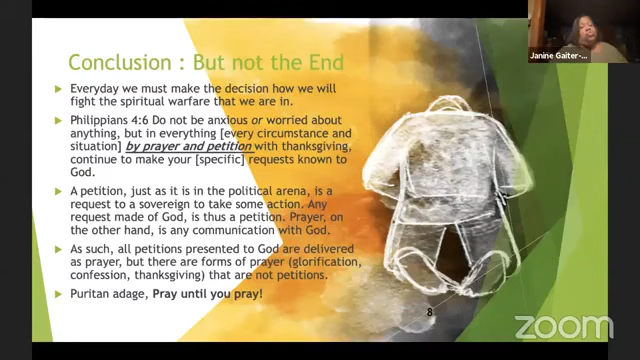 Conclusion : But not the End
Everyday we must make the decision how we will
fight the spiritual warfare that we are in.
Philippians 4:6 Do not be anxious or worried about
anything, but in everything [every circumstance and
situation] by prayer and petition with thanksgiving,
continue to make your [specific] requests known to
God.
A petition, just as it is in the political arena, is a
request to a sovereign to take some action. Any
request made of God, is thus a petition. Prayer, on
the other hand, is any communication with God.
As such, all petitions presented to God are delivered
as prayer, but there are forms of prayer (glorification,
confession, thanksgiving) that are not petitions.
Puritan adage, Pray until you pray!
8
Janine Gaiter-...
zoom